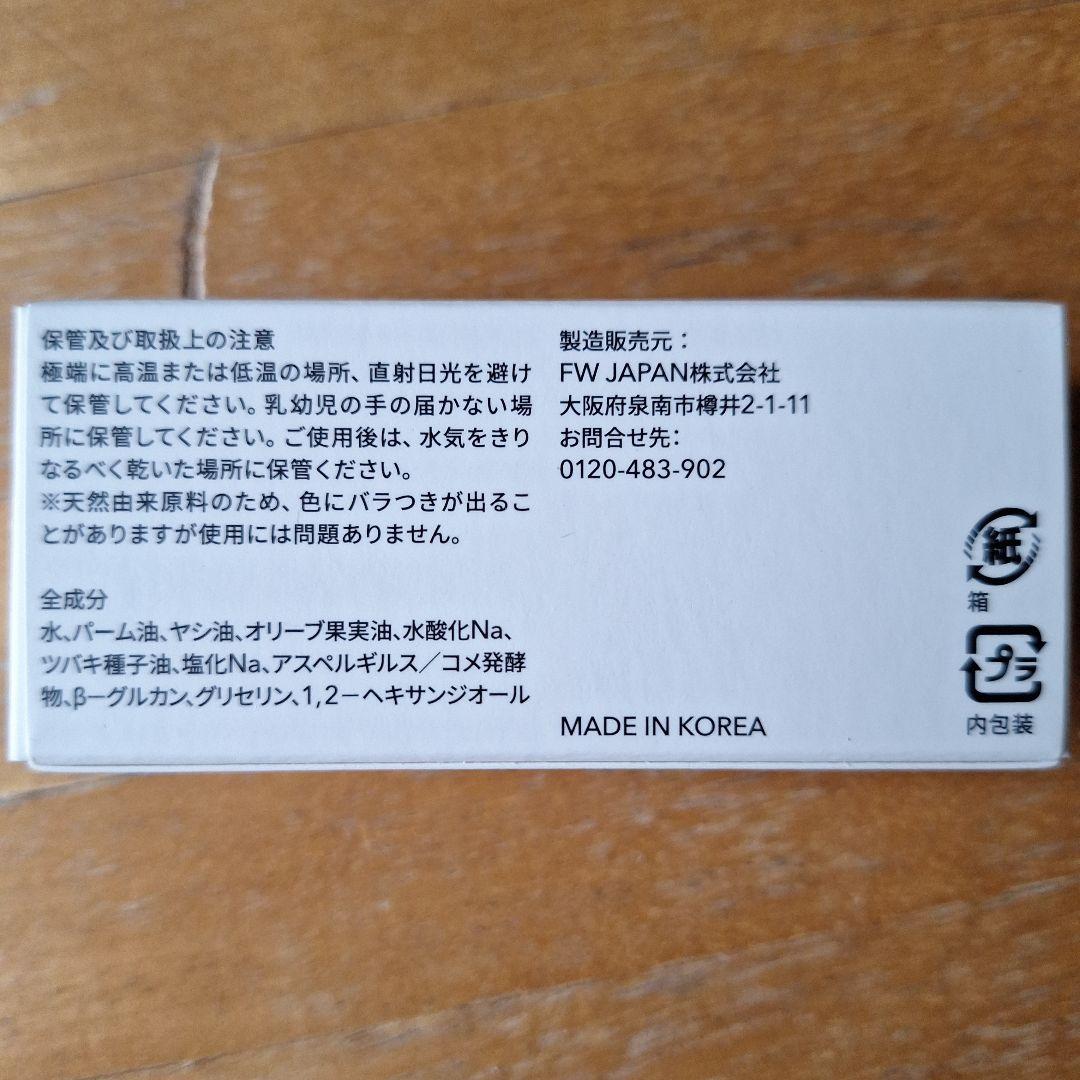 保管及び取扱上の注意
極端に高温または低温の場所、直射日光を避け
て保管してください。乳幼児の手の届かない場
所に保管してください。ご使用後は、水気をきり
なるべく乾いた場所に保管ください。
※天然由来原料のため、色にバラつきが出るこ
とがありますが使用には問題ありません。
全成分
水、パーム油、ヤシ油、オリーブ果実油、水酸化Na、
ツバキ種子油、塩化Na、アスペルギルス／コメ発酵
物、β−グルカン、グリセリン、1,2−ヘキサンジオール
製造販売元：
FW JAPAN株式会社
大阪府泉南市樽井2-1-11
お問合せ先：
0120-483-902
MADE IN KOREA
紙
箱
プラ
内包装